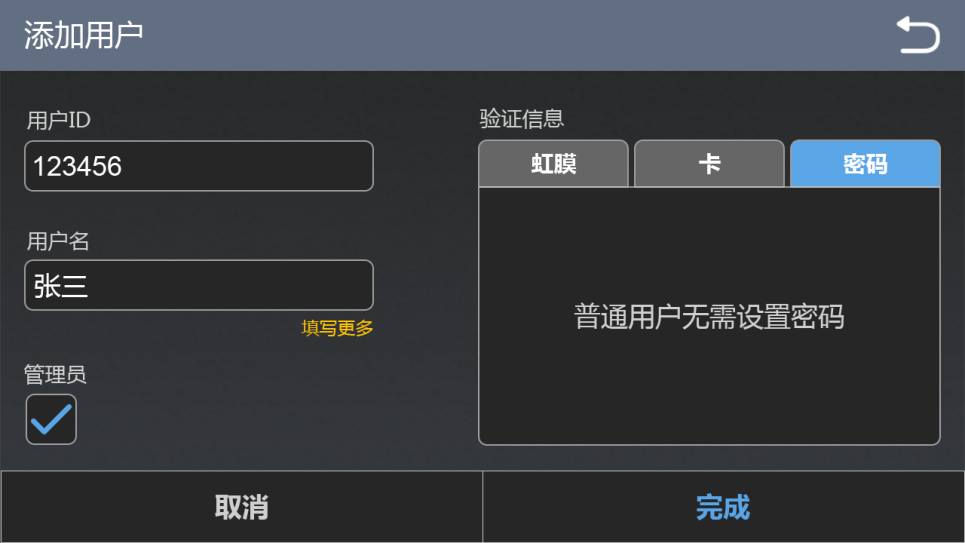 添加用户
用户ID
123456
用户名
张三
填写更多
管理员
验证信息
虹膜
卡
密码
普通用户无需设置密码
取消
完成